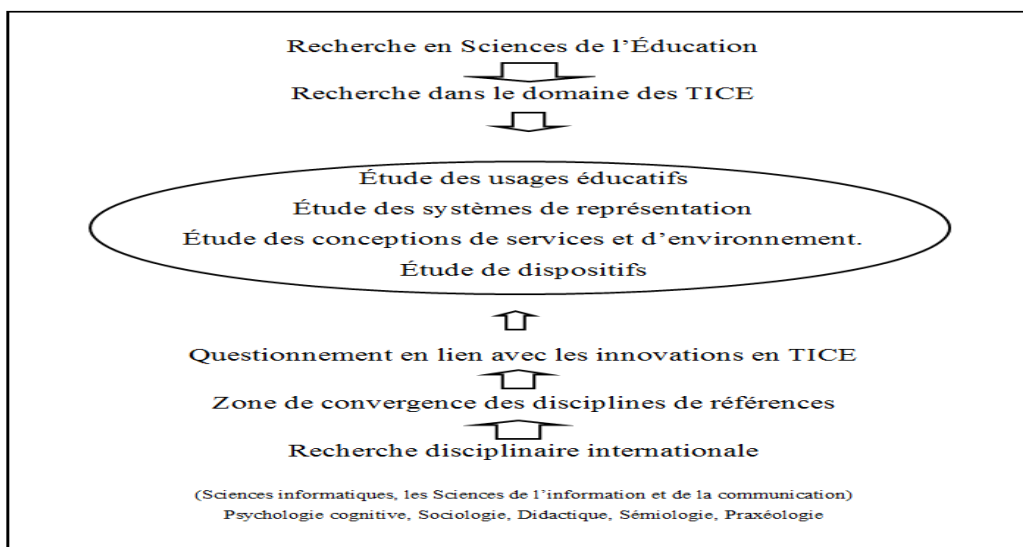 Recherche en Sciences de l'Éducation
Recherche dans le domaine des TICE
Étude des usages éducatifs
Étude des systèmes de représentation
Étude des conceptions de services et d'environnement.
Étude de dispositifs
Questionnement en lien avec les innovations en TICE
Zone de convergence des disciplines de références
Recherche disciplinaire internationale
(Sciences informatiques, les Sciences de l'information et de la communication)
Psychologie cognitive, Sociologie, Didactique, Sémiologie, Praxéologie